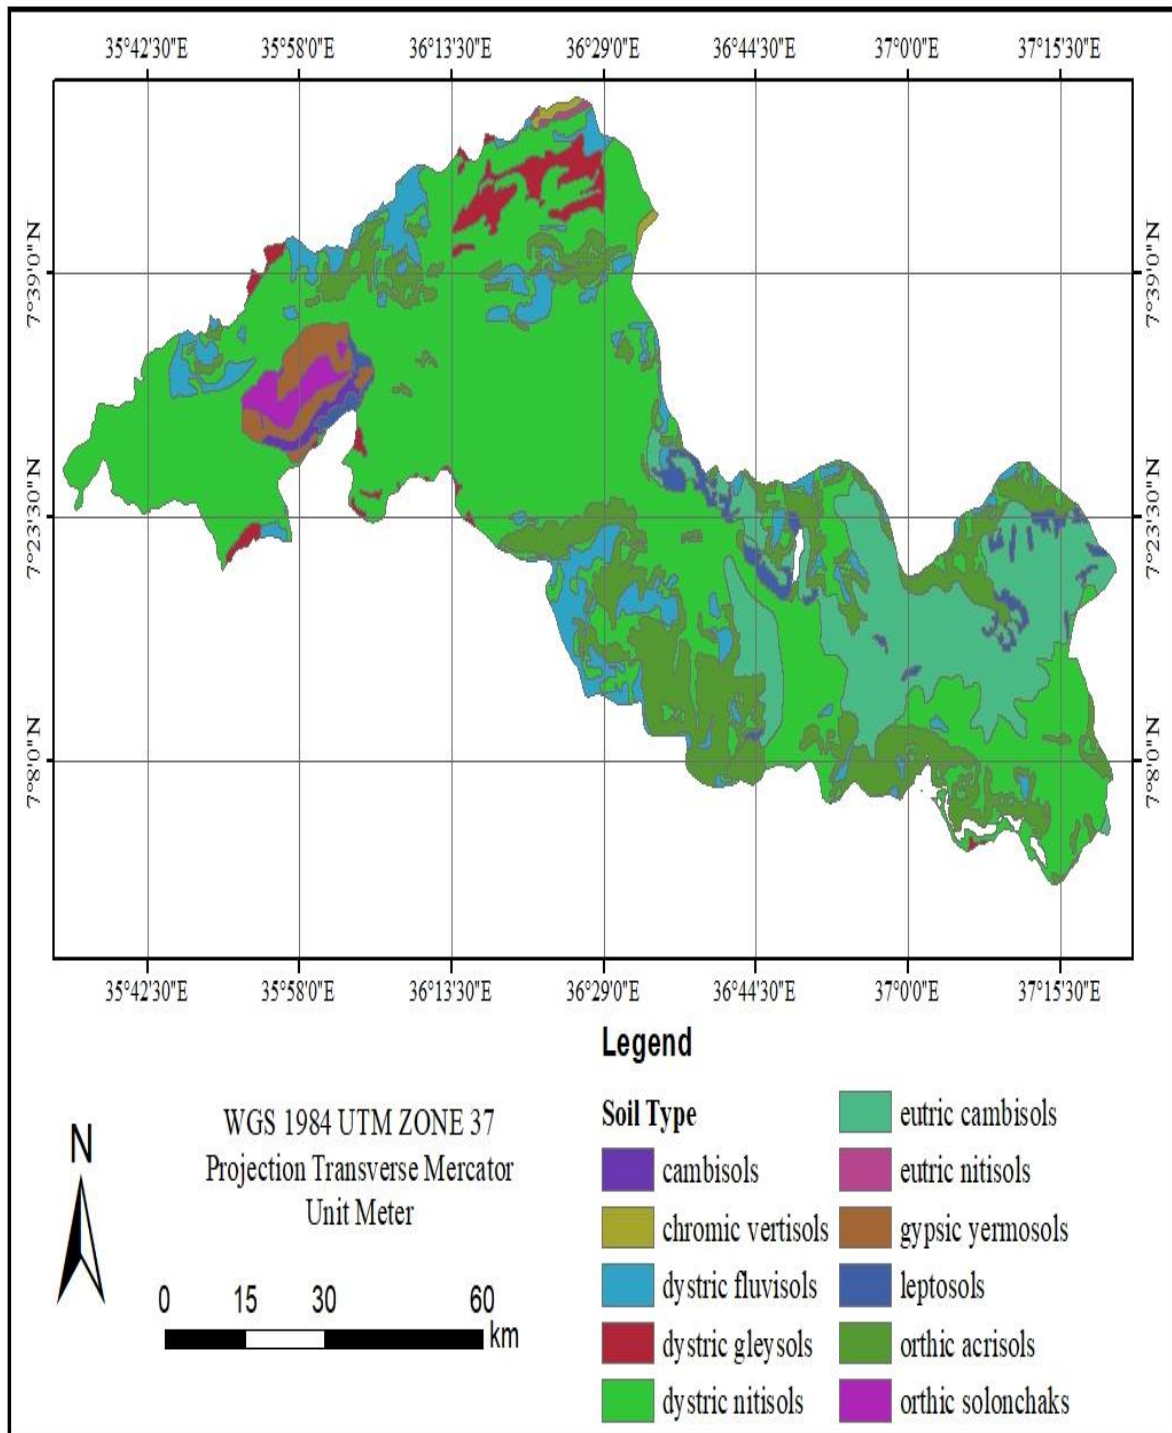 35°42'30"E 35°58'0"E 36°13'30"E 36°29'0"E 36°44'30"E 37°0'0"E 37°15'30"E
7°39'0"N 7°39'0"N
7°23'30"N 7°23'30"N
7°8'0"N 7°8'0"N
35°42'30"E 35°58'0"E 36°13'30"E 36°29'0"E 36°44'30"E 37°0'0"E 37°15'30"E
N
WGS 1984 UTM ZONE 37
Projection Transverse Mercator
Unit Meter
0 15 30 60
km
Legend
Soil Type
cambisols
chromic vertisols
dystric fluvisols
dystric gleysols
dystric nitisols
eutric cambisols
eutric nitisols
gypsic yermosols
leptosols
orthic acrisols
orthic solonchaks